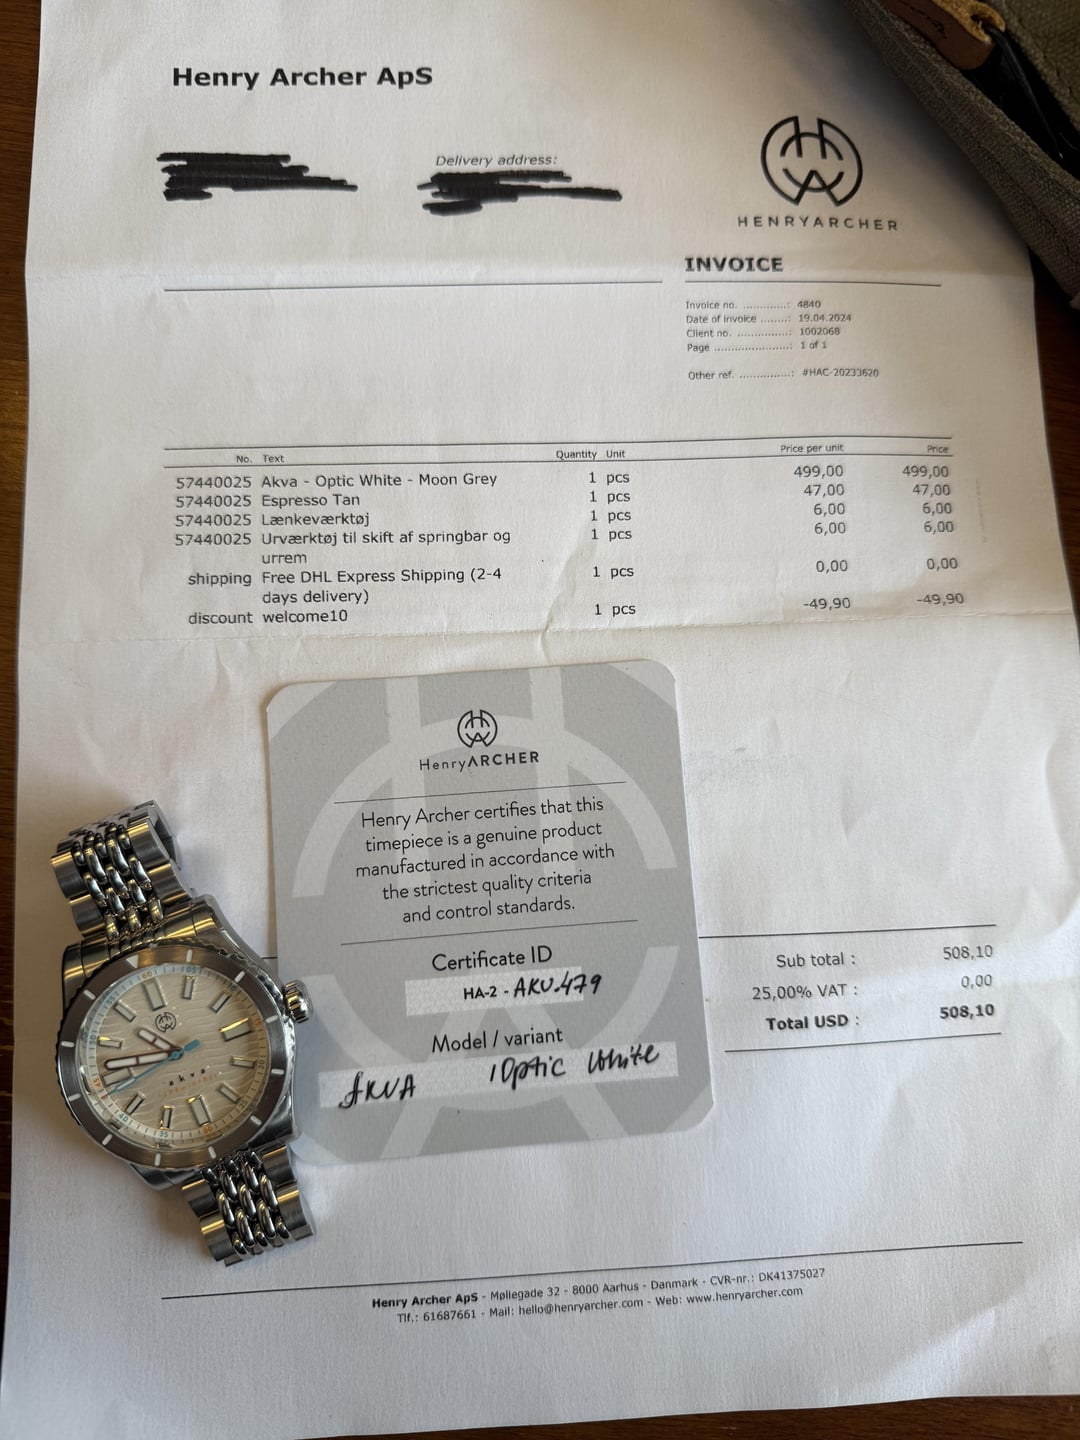 Henry Archer ApS
Delivery address:
HENRYARCHER
INVOICE
Invoice no. .............: 4840
Date of invoice ........: 19.04.2024
Client no. ...............: 1002068
Page ......................: 1 of 1
Other ref. ...............: #HAC-20233620
No. Text Quantity Unit Price per unit Price
57440025 Akva - Optic White - Moon Grey 1 pcs 499,00 499,00
57440025 Espresso Tan 1 pcs 47,00 47,00
57440025 Lænkeværktøj 1 pcs 6,00 6,00
57440025 Urværktøj til skift af springbar og 1 pcs 6,00 6,00
urrem
shipping Free DHL Express Shipping (2-4 1 pcs 0,00 0,00
days delivery)
discount welcome10 1 pcs -49,90 -49,90
HenryARCHER
Henry Archer certifies that this
timepiece is a genuine product
manufactured in accordance with
the strictest quality criteria
and control standards.
Certificate ID
HA-2 - AKV.479
Model / variant
AKVA / Optic White
Sub total : 508,10
25,00% VAT : 0,00
Total USD : 508,10
akva
Henry Archer ApS - Møllegade 32 - 8000 Aarhus - Danmark - CVR-nr.: DK41375027
Tlf.: 61687661 - Mail: hello@henryarcher.com - Web: www.henryarcher.com